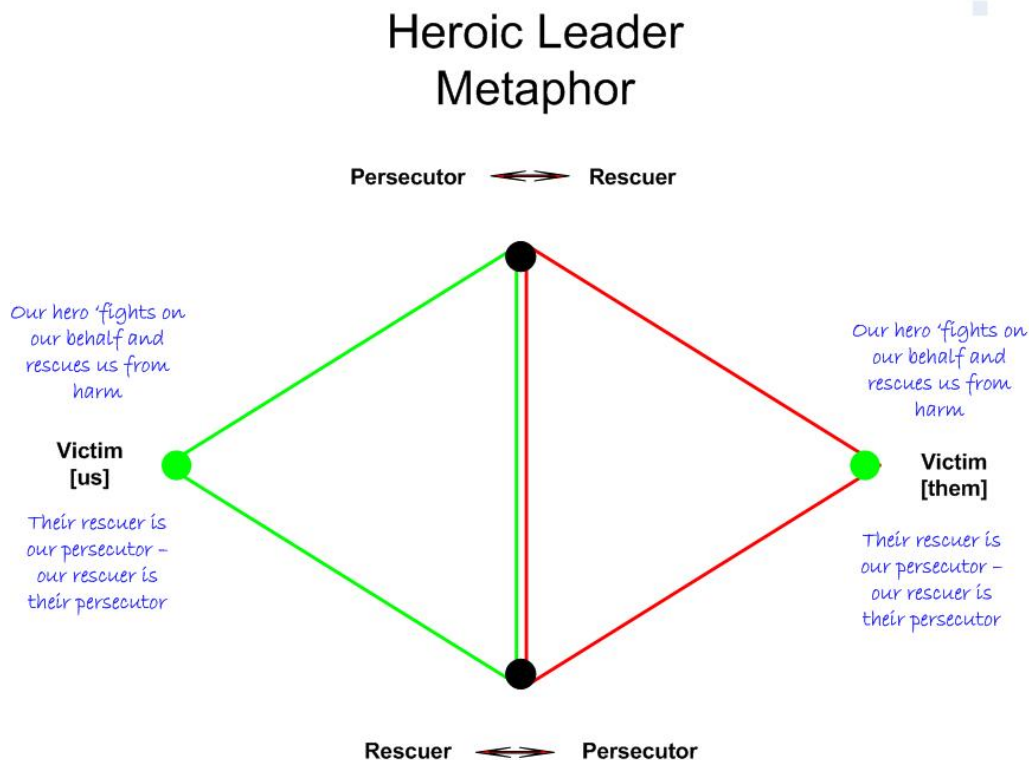 Heroic Leader
Metaphor
Persecutor
Rescuer
Our hero ‘fights on
our behalf and
rescues us from
harm
Victim
[us]
Their rescuer is
our persecutor –
our rescuer is
their persecutor
Our hero ‘fights on
our behalf and
rescues us from
harm
Victim
[them]
Their rescuer is
our persecutor –
our rescuer is
their persecutor
Rescuer
Persecutor